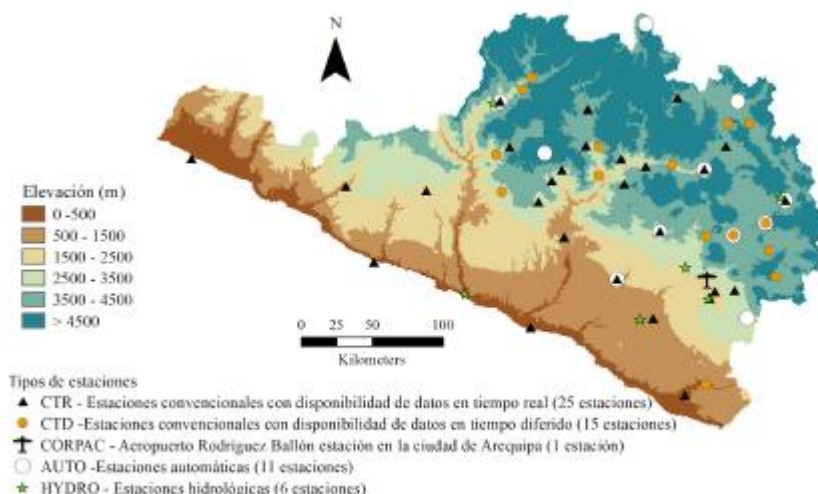 N
Elevación (m)
0 -500
500 - 1500
1500 - 2500
2500 - 3500
3500 - 4500
> 4500
0 25 50 100
Kilometers
Tipos de estaciones
CTR - Estaciones convencionales con disponibilidad de datos en tiempo real (25 estaciones)
CTD -Estaciones convencionales con disponibilidad de datos en tiempo diferido (15 estaciones)
CORPAC - Aeropuerto Rodríguez Ballón estación en la ciudad de Arequipa (1 estación)
AUTO -Estaciones automáticas (11 estaciones)
HYDRO - Estaciones hidrológicas (6 estaciones)